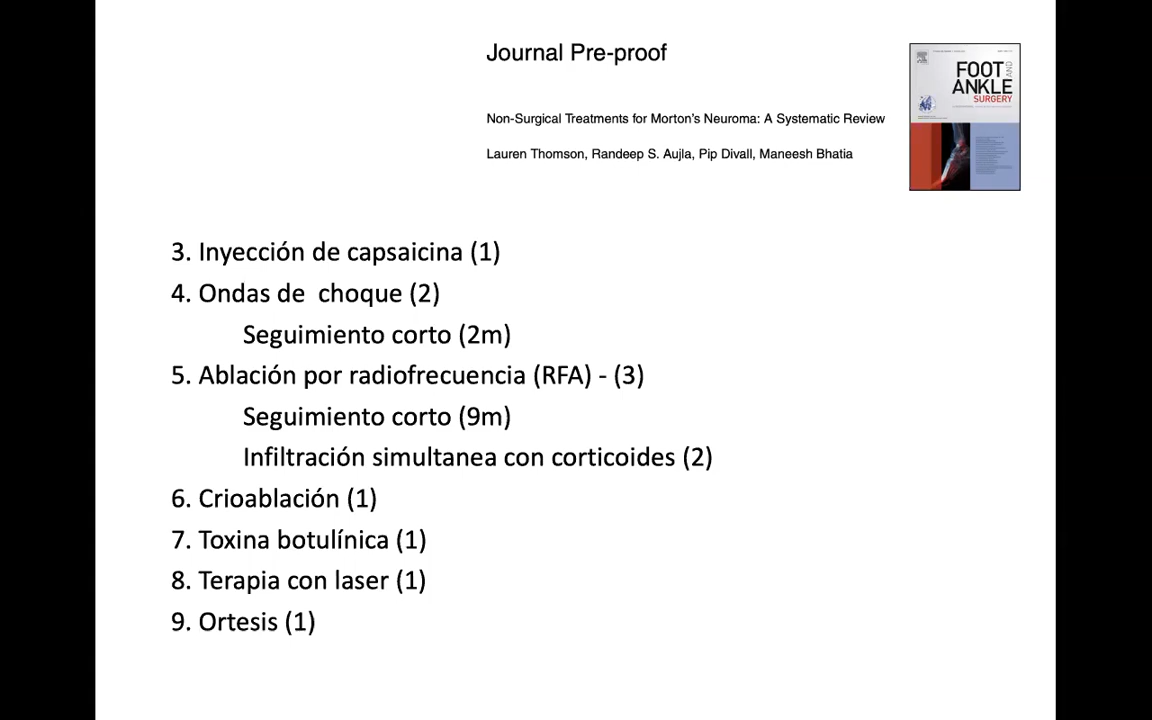 Journal Pre-proof
FOOT AND
ANKLE
SURGERY
Non-Surgical Treatments for Morton's Neuroma: A Systematic Review
Lauren Thomson, Randeep S. Aujla, Pip Divall, Maneesh Bhatia
3. Inyección de capsaicina (1)
4. Ondas de  choque (2)
Seguimiento corto (2m)
5. Ablación por radiofrecuencia (RFA) - (3)
Seguimiento corto (9m)
Infiltración simultanea con corticoides (2)
6. Crioablación (1)
7. Toxina botulínica (1)
8. Terapia con laser (1)
9. Ortesis (1)